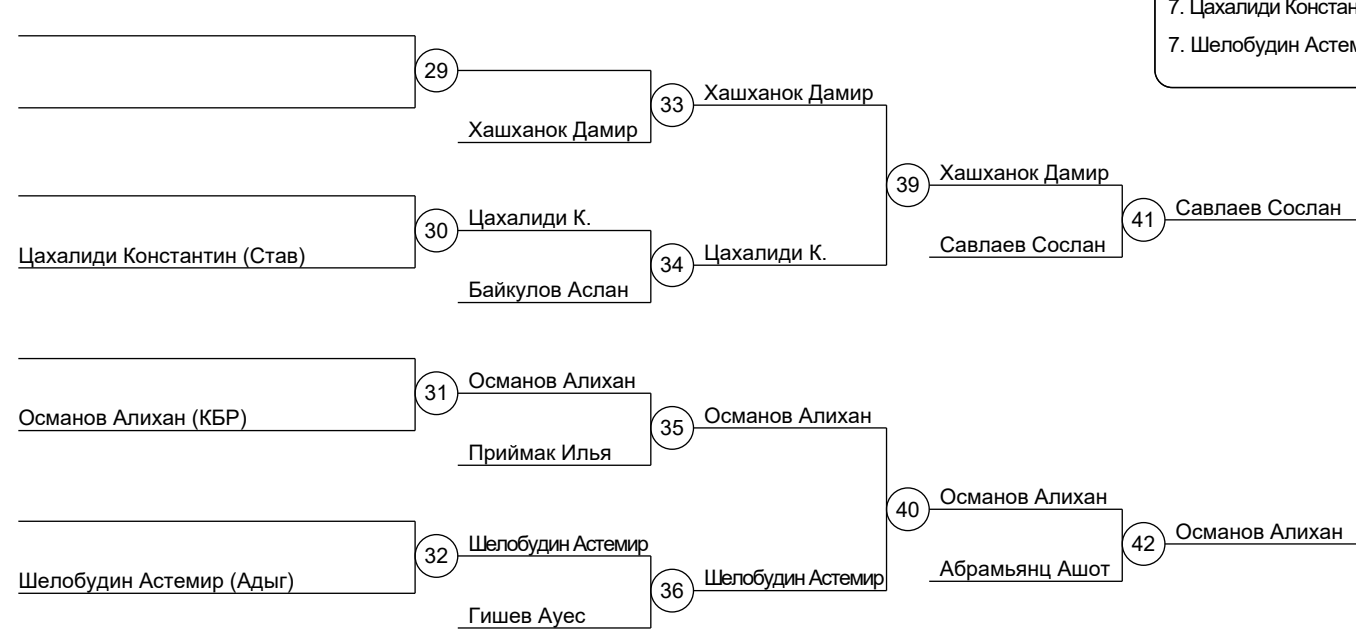 7. Цахалиди
7. Шелобудин
29
33
Хашханок Дамир
Хашханок Дамир
39
Хашханок Дамир
30
Цахалиди К.
Цахалиди Константин (Став)
34
Цахалиди К.
Байкулов Аслан
Савлаев Сослан
41
Савлаев Сослан
31
Османов Алихан
Османов Алихан (КБР)
35
Османов Алихан
Приймак Илья
40
Османов Алихан
32
Шелобудин Астемир
Шелобудин Астемир (Адыг)
36
Шелобудин Астемир
Гишев Ауес
Абрамьянц Ашот
42
Османов Алихан